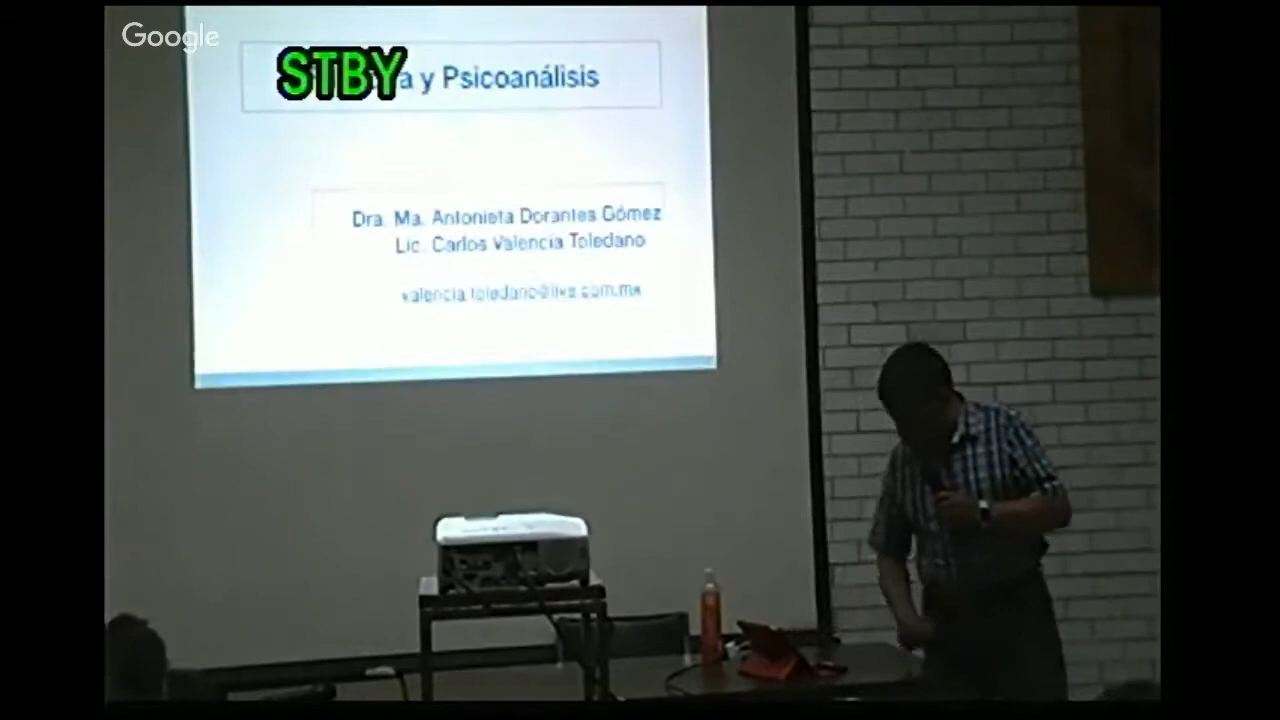 Google
STBY
a y Psicoanálisis
Dra. Ma. Antonieta Dorantes Gómez
Lic. Carlos Valencia Toledano
valencia.toledano@live.com.mx